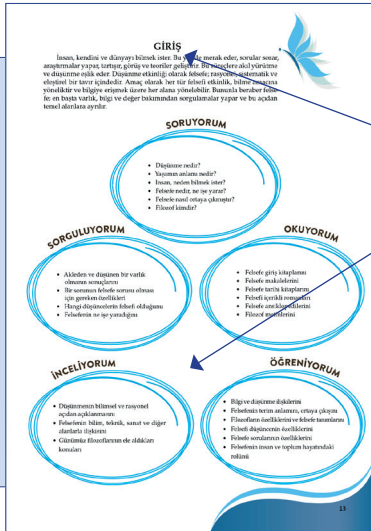 GİRİŞ
İnsan, kendini ve dünyayı bilmek ister. Bu yüzden merak eder, sorular sorar,
araştırmalar yapar, tartışır, görüş ve teoriler geliştirir. Bu süreçlere akıl yürütme
ve düşünme eşlik eder. Düşünme etkinliği olarak felsefe; rasyonel, sistematik ve
eleştirel bir tavır içindedir. Amaç olarak her tür felsefi etkinlik, bilme amacına
yöneliktir ve bilgiye erişmek üzere her alana yönelebilir. Bununla beraber felse-
fe; en başta varlık, bilgi ve değer bakımından sorgulamalar yapar ve bu açıdan
temel alanlara ayrılır.
SORUYORUM
• Düşünme nedir?
• Yaşamın anlamı nedir?
• İnsan, neden bilmek ister?
• Felsefe nedir, ne işe yarar?
• Felsefe nasıl ortaya çıkmıştır?
• Filozof kimdir?
SORGULUYORUM
• Akleden ve düşünen bir varlık
olmanın sonuçlarını
• Bir sorunun felsefe sorusu olması
için gereken özellikleri
• Hangi düşüncelerin felsefi olduğunu
• Felsefenin ne işe yaradığını
OKUYORUM
• Felsefe giriş kitaplarını
• Felsefe makalelerini
• Felsefe tarihi kitaplarını
• Felsefi içerikli romanları
• Felsefe ansiklopedilerini
• Filozof metinlerini
İNCELİYORUM
• Düşünmenin bilimsel ve rasyonel
açıdan açıklanmasını
• Felsefenin bilim, teknik, sanat ve diğer
alanlarla ilişkisini
• Günümüz filozoflarının ele aldıkları
konuları
ÖĞRENİYORUM
• Bilgi ve düşünme ilişkilerini
• Felsefenin terim anlamını, ortaya çıkışını
• Filozofların özelliklerini ve felsefe tanımlarını
• Felsefi düşüncenin özelliklerini
• Felsefe sorularının özelliklerini
• Felsefenin insan ve toplum hayatındaki
rolünü
13